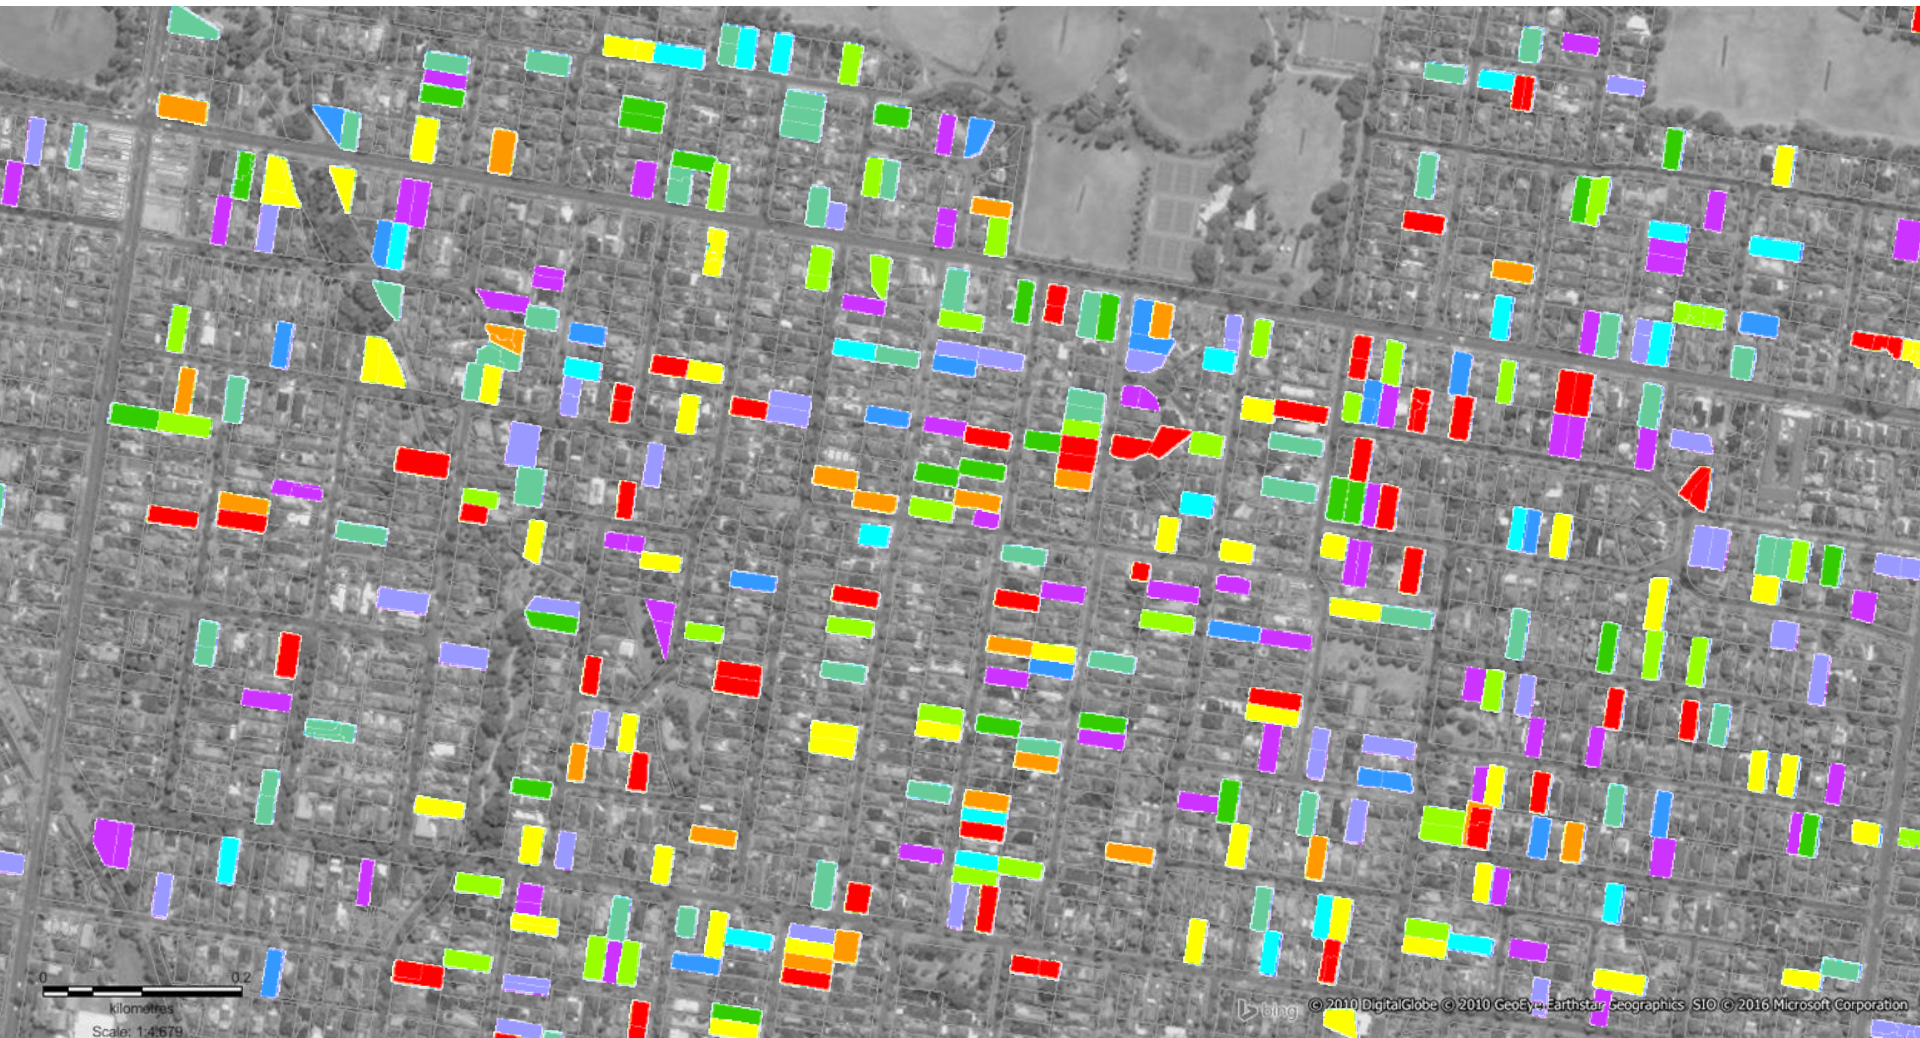 0 0.2
kilometres
Scale: 1:4,679
bing © 2010 DigitalGlobe © 2010 GeoEye Earthstar Geographics SIO © 2016 Microsoft Corporation